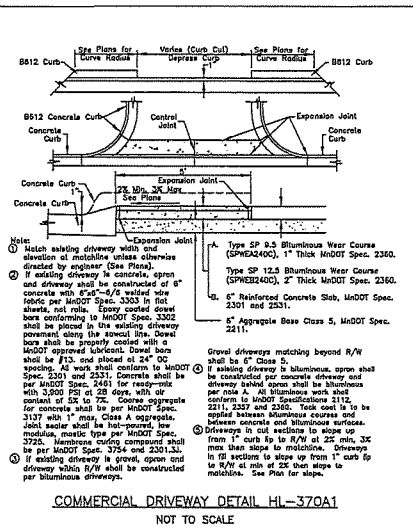 See Plans for
Curve Radius
Varies (Curb Cut)
Depress Curb
See Plans for
Curve Radius
B612 Curb
B612 Curb
1"
B612 Concrete Curb
Control
Joint
Expansion Joint
Concrete
Curb
Concrete
Curb
5'
Expansion Joint
Concrete Curb
1"
2% Min. 3% Max
See Plans
Concrete Curb
Expansion Joint
Note:
① Match existing driveway width and
elevation at matchline unless otherwise
directed by engineer (See Plans).
② If existing driveway is concrete, apron
and driveway shall be constructed of 6"
concrete with 6"x6"-6/6 welded wire
fabric per MnDOT Spec. 3303 in flat
sheets, not rolls. Epoxy coated dowel
bars conforming to MnDOT Spec. 3302
shall be placed in the existing driveway
pavement along the sawcut line. Dowel
bars shall be properly coated with a
MnDOT approved lubricant. Dowel bars
shall be #13. and placed at 24" OC
spacing. All work shall conform to MnDOT
Spec. 2301 and 2531. Concrete shall be
per MnDOT Spec. 2461 for ready-mix
with 3,900 PSI at 28 days, with air
content of 5% to 7%. Coarse aggregate
for concrete shall be per MnDOT Spec.
3137 with 1" max, Class A aggregate.
Joint sealer shall be hot-poured, low
modulus, mastic type per MnDOT Spec.
3725. Membrane curing compound shall
be per MnDOT Spec. 3754 and 2301.3J.
③ If existing driveway is gravel, apron and
driveway within R/W shall be constructed
per bituminous driveways.
A. Type SP 9.5 Bituminous Wear Course
(SPWEA240C), 1" Thick MnDOT Spec. 2360.
Type SP 12.5 Bituminous Wear Course
(SPWEB240C), 2" Thick MnDOT Spec. 2360.
B. 6" Reinforced Concrete Slab, MnDOT Spec.
2301 and 2531.
6" Aggregate Base Class 5, MnDOT Spec.
2211.
Gravel driveways matching beyond R/W
shall be 6" Class 5.
④ If existing driveway is bituminous, apron shall
be constructed per concrete driveway and
driveway behind apron shall be bituminous
per note A. All bituminous work shall
conform to MnDOT Specifications 2112,
2211, 2357 and 2360. Tack coat is to be
applied between bituminous courses and
between concrete and bituminous surfaces.
⑤ Driveways in cut sections to slope up
from 1" curb lip to R/W at 2% min, 3%
max then slope to matchline. Driveways
in fill sections to slope up from 1" curb lip
to R/W at min of 2% then slope to
matchline. See Plan for slope.
COMMERCIAL DRIVEWAY DETAIL HL-370A1
NOT TO SCALE